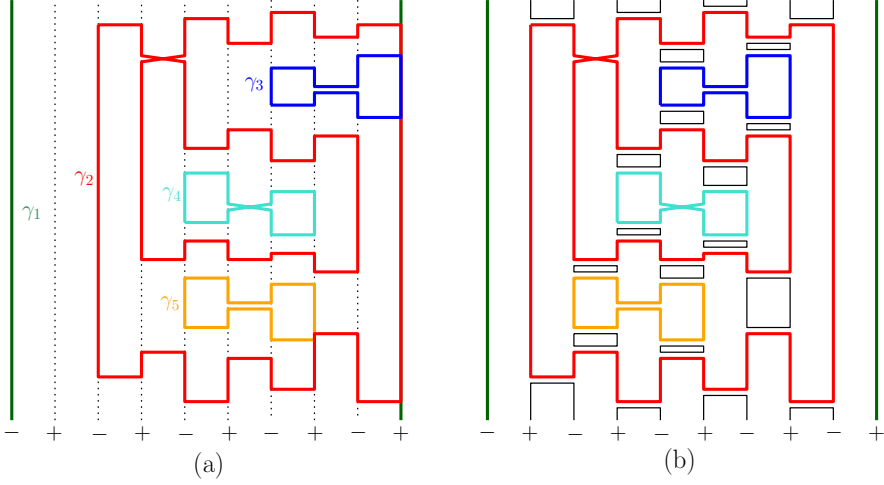 γ₃
γ₂
γ₄
γ₁
γ₅
− + − + − + − + − +
− + − + − + − + − +
(a) (b)